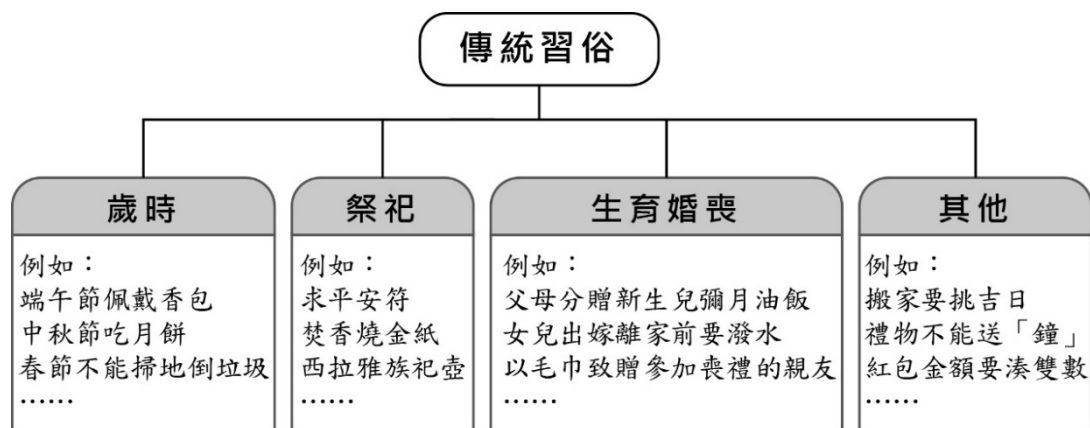 傳統習俗
歲時
例如：
端午節佩戴香包
中秋節吃月餅
春節不能掃地倒垃圾
……
祭祀
例如：
求平安符
焚香燒金紙
西拉雅族祀壺
……
生育婚喪
例如：
父母分贈新生兒彌月油飯
女兒出嫁離家前要潑水
以毛巾致贈參加喪禮的親友
……
其他
例如：
搬家要挑吉日
禮物不能送「鐘」
紅包金額要湊雙數
……